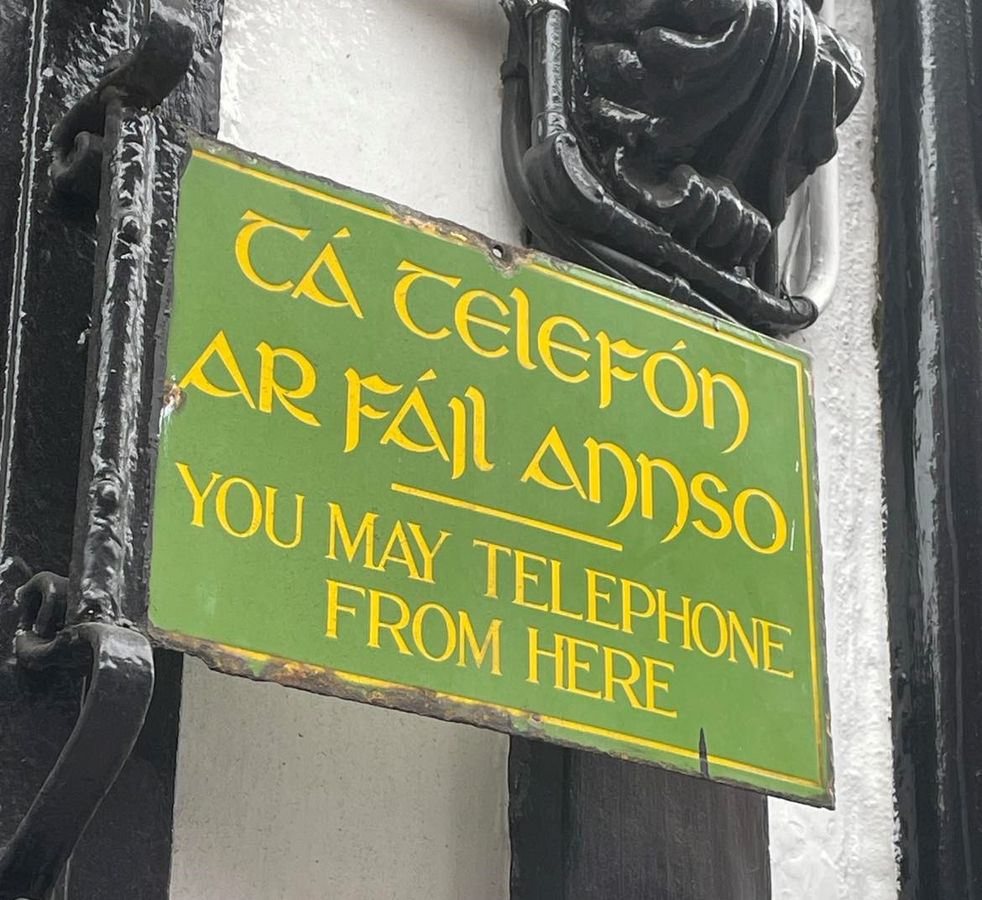 TÁ TELEFÓN
AR FÁIL ANNSO
YOU MAY TELEPHONE
FROM HERE